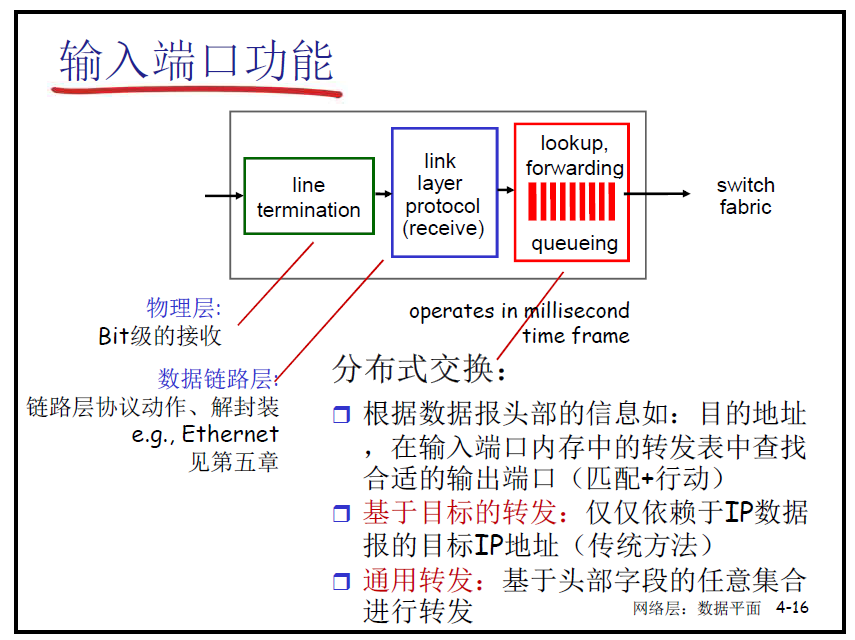 输入端口功能
line
termination
link
layer
protocol
(receive)
lookup,
forwarding
queueing
switch
fabric
物理层:
Bit级的接收
数据链路层:
链路层协议动作、解封装
e.g., Ethernet
见第五章
operates in millisecond
time frame
分布式交换：
根据数据报头部的信息如：目的地址
，在输入端口内存中的转发表中查找
合适的输出端口（匹配+行动）
基于目标的转发：仅仅依赖于IP数据
报的目标IP地址（传统方法）
通用转发：基于头部字段的任意集合
进行转发
网络层：数据平面 4-16